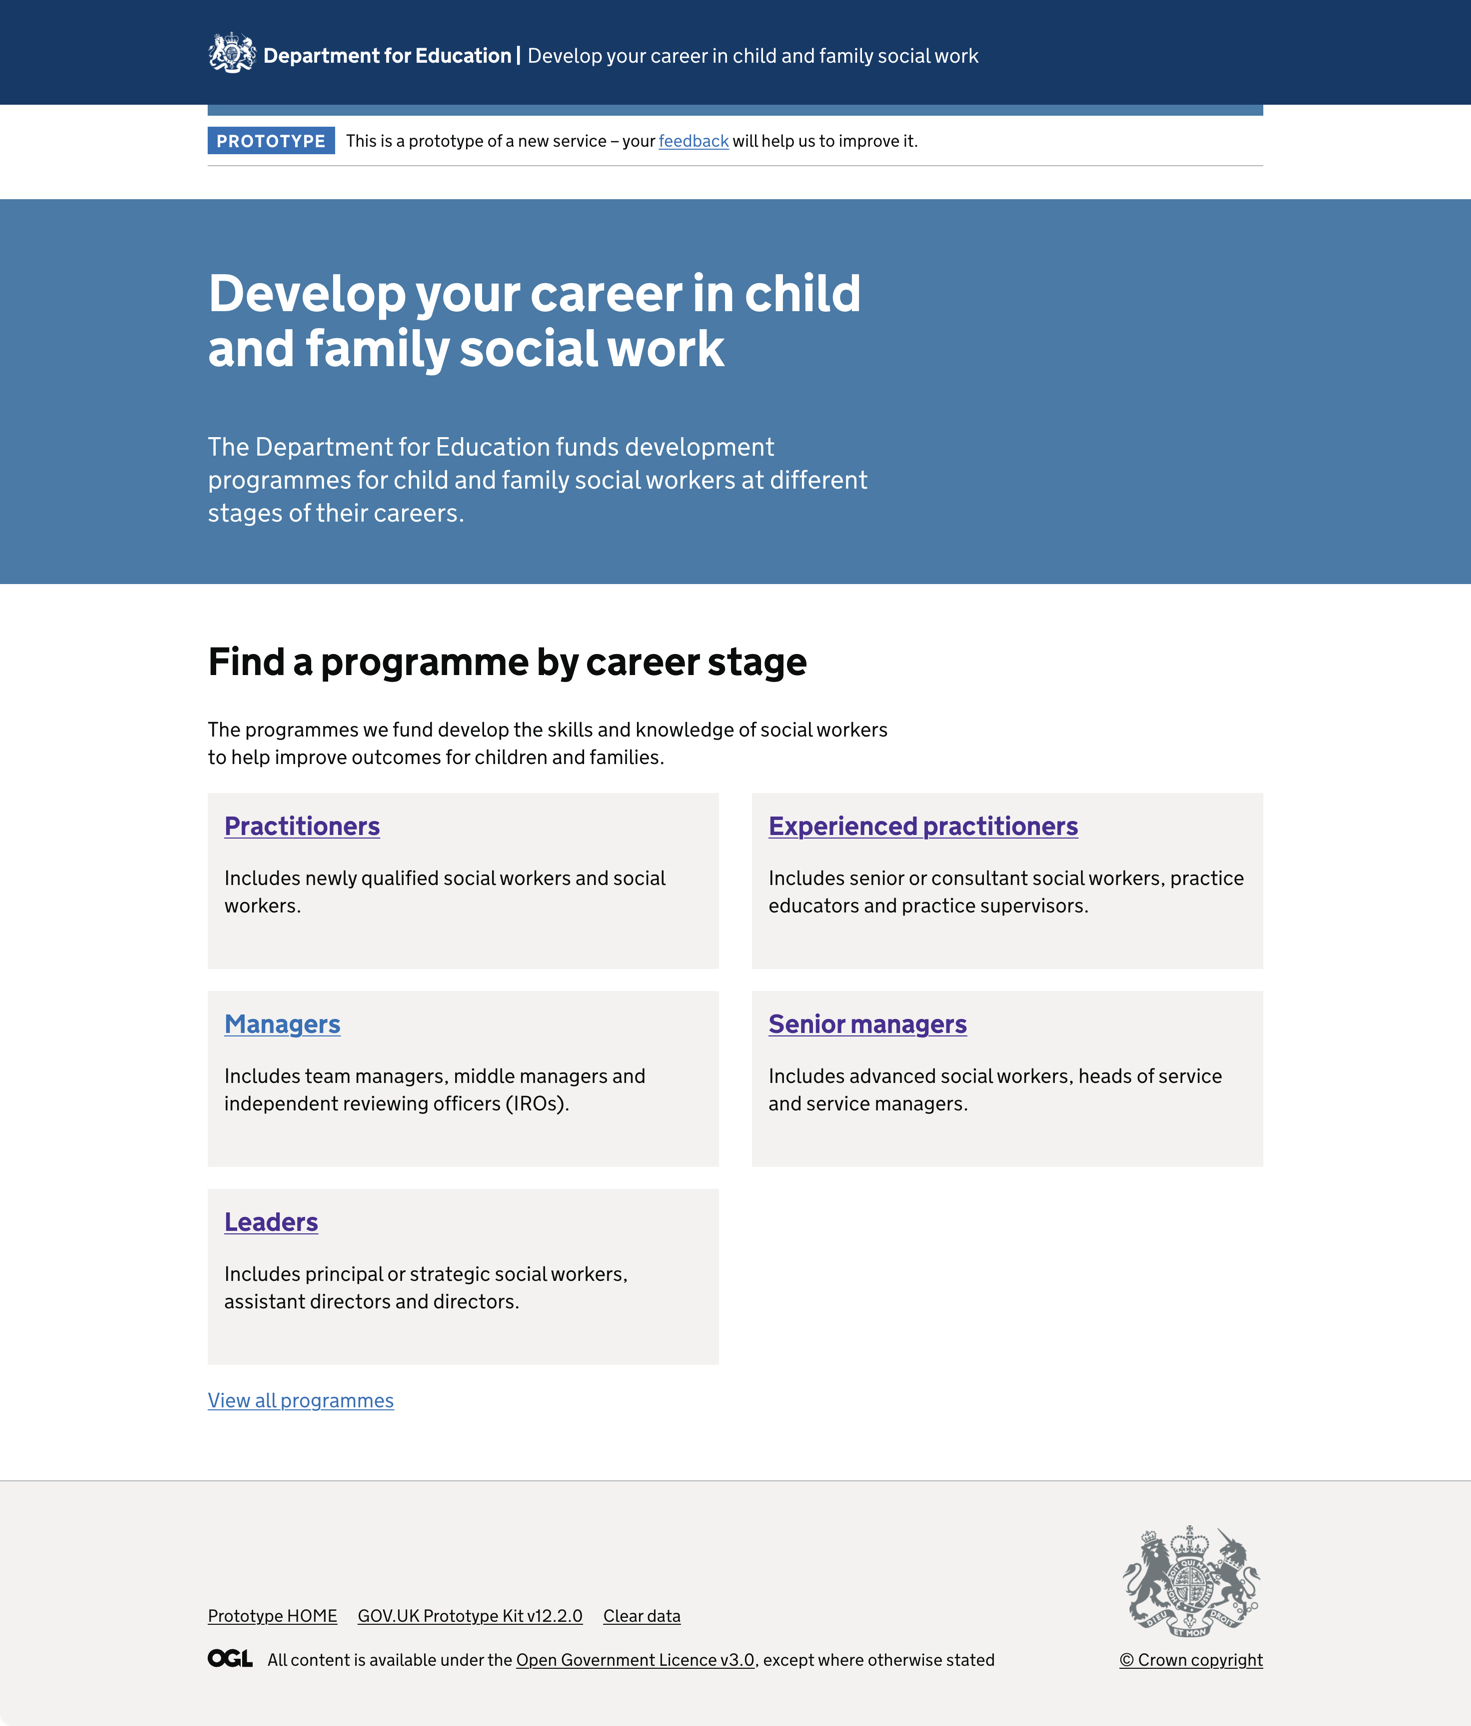 Department for Education | Develop your career in child and family social work
PROTOTYPE This is a prototype of a new service – your feedback will help us to improve it.
Develop your career in child
and family social work
The Department for Education funds development
programmes for child and family social workers at different
stages of their careers.
Find a programme by career stage
The programmes we fund develop the skills and knowledge of social workers
to help improve outcomes for children and families.
Practitioners
Includes newly qualified social workers and social
workers.
Experienced practitioners
Includes senior or consultant social workers, practice
educators and practice supervisors.
Managers
Includes team managers, middle managers and
independent reviewing officers (IROs).
Senior managers
Includes advanced social workers, heads of service
and service managers.
Leaders
Includes principal or strategic social workers,
assistant directors and directors.
View all programmes
Prototype HOME GOV.UK Prototype Kit v12.2.0 Clear data
OGL All content is available under the Open Government Licence v3.0, except where otherwise stated
DIEU ET MON DROIT
© Crown copyright